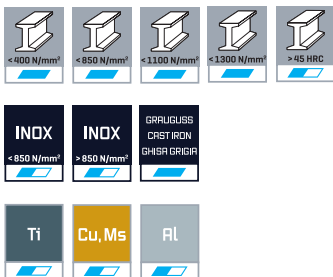 <400 N/mm² <850 N/mm² <1100 N/mm² <1300 N/mm² >45 HRC
INOX INOX GRAUGUSS
CAST IRON
GHISA GRIGIA
<850 N/mm² >850 N/mm²
Ti Cu, Ms Al